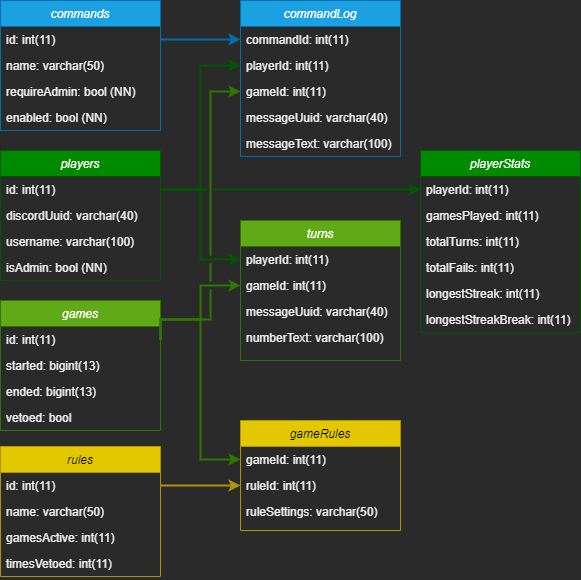 commands
id: int(11)
name: varchar(50)
requireAdmin: bool (NN)
enabled: bool (NN)
commandLog
commandId: int(11)
playerId: int(11)
gameId: int(11)
messageUuid: varchar(40)
messageText: varchar(100)
players
id: int(11)
discordUuid: varchar(40)
username: varchar(100)
isAdmin: bool (NN)
playerStats
playerId: int(11)
gamesPlayed: int(11)
totalTurns: int(11)
totalFails: int(11)
longestStreak: int(11)
longestStreakBreak: int(11)
turns
playerId: int(11)
gameId: int(11)
messageUuid: varchar(40)
numberText: varchar(100)
games
id: int(11)
started: bigint(13)
ended: bigint(13)
vetoed: bool
gameRules
gameId: int(11)
ruleId: int(11)
ruleSettings: varchar(50)
rules
id: int(11)
name: varchar(50)
gamesActive: int(11)
timesVetoed: int(11)